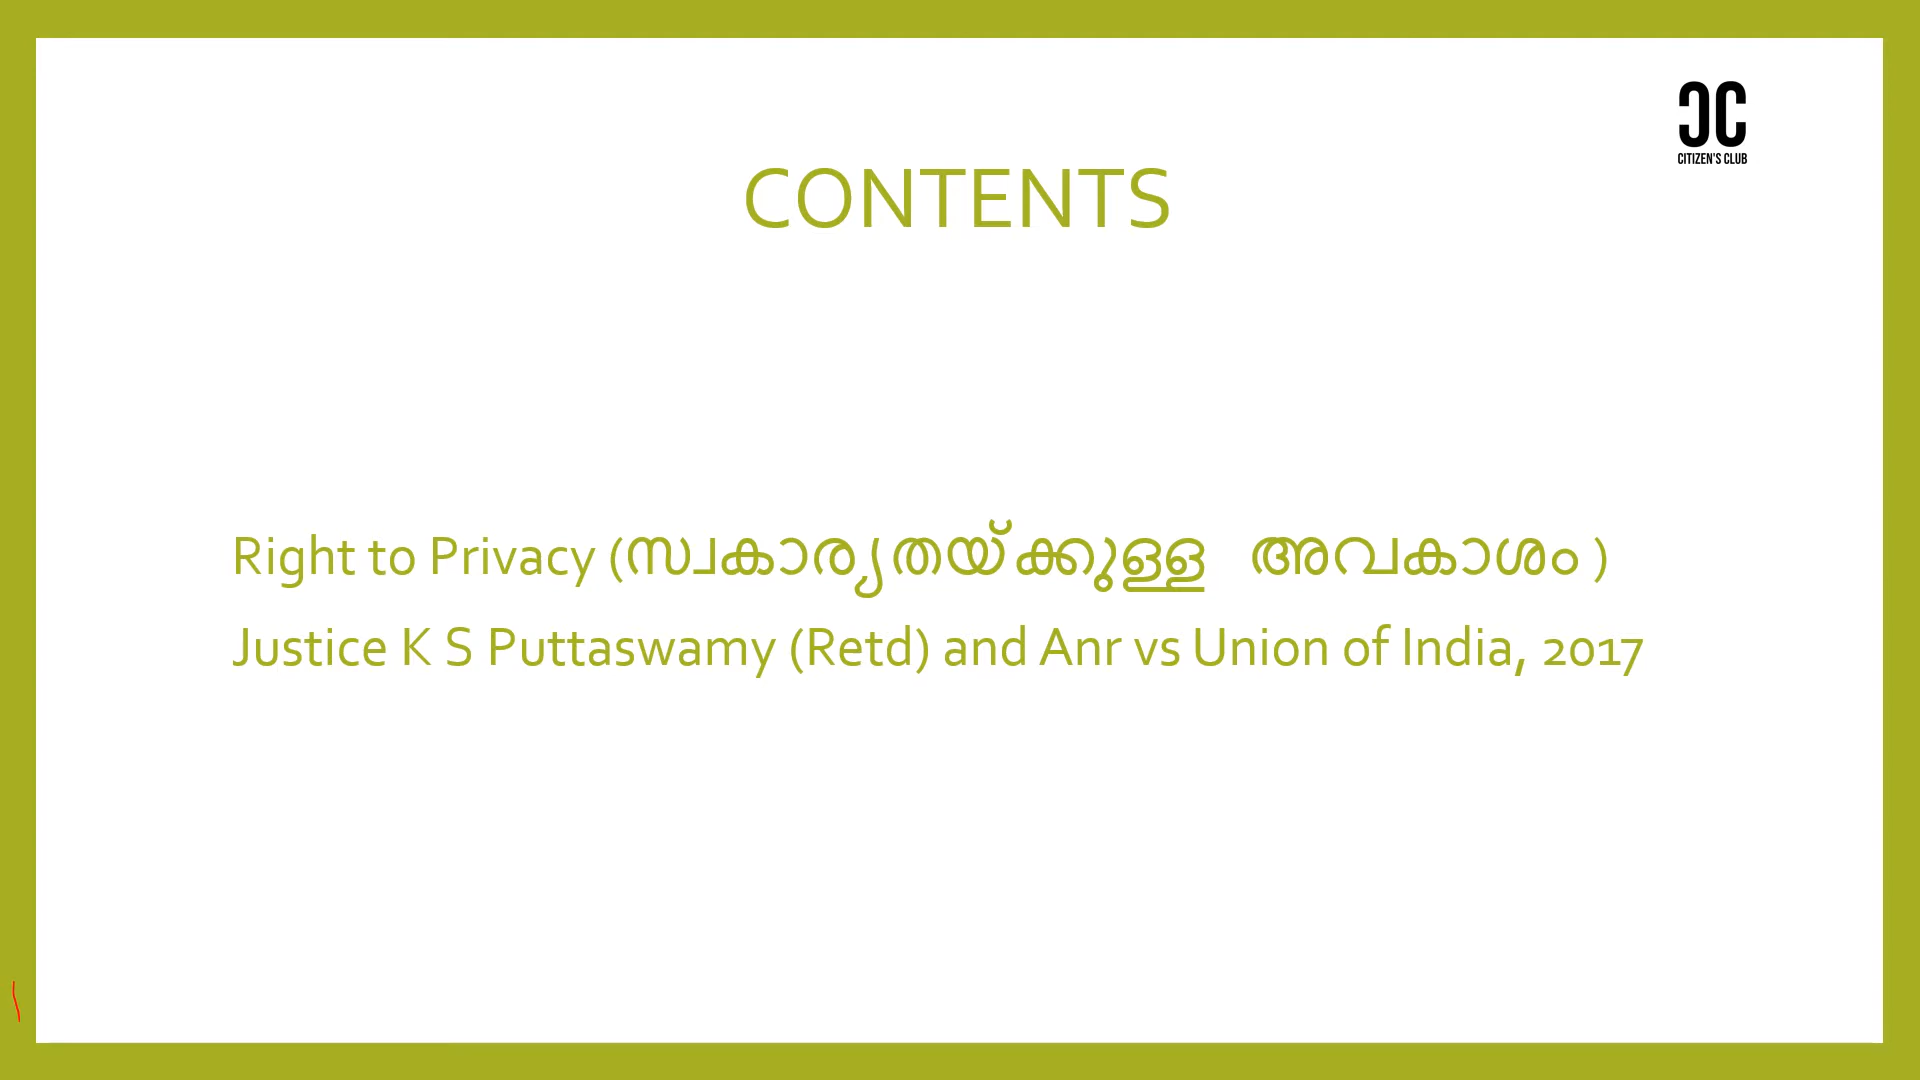 CC
CITIZEN'S CLUB
CONTENTS
Right to Privacy (സ്വകാര്യതയ്ക്കുള്ള അവകാശം )
Justice K S Puttaswamy (Retd) and Anr vs Union of India, 2017